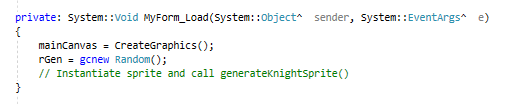 private: System::Void MyForm_Load(System::Object^  sender, System::EventArgs^  e)
{
    mainCanvas = CreateGraphics();
    rGen = gcnew Random();
    // Instantiate sprite and call generateKnightSprite()
}